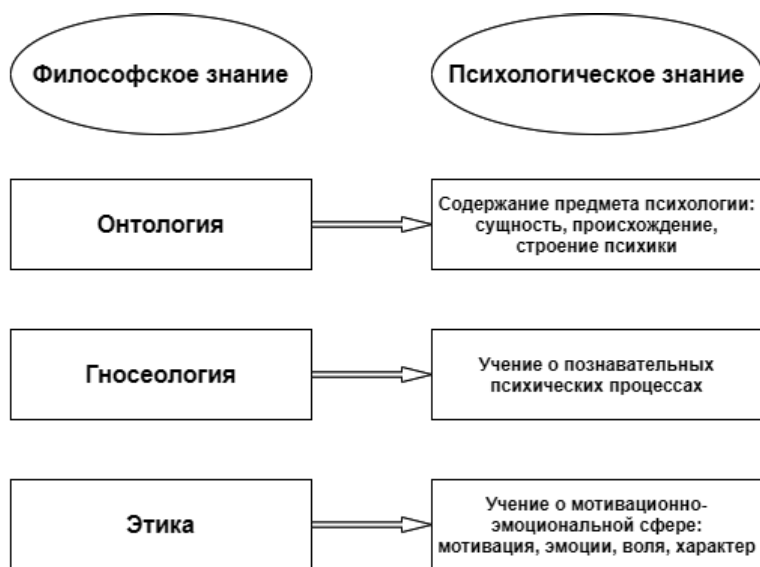 Философское знание
Психологическое знание
Онтология
Содержание предмета психологии:
сущность, происхождение,
строение психики
Гносеология
Учение о познавательных
психических процессах
Этика
Учение о мотивационно-
эмоциональной сфере:
мотивация, эмоции, воля, характер